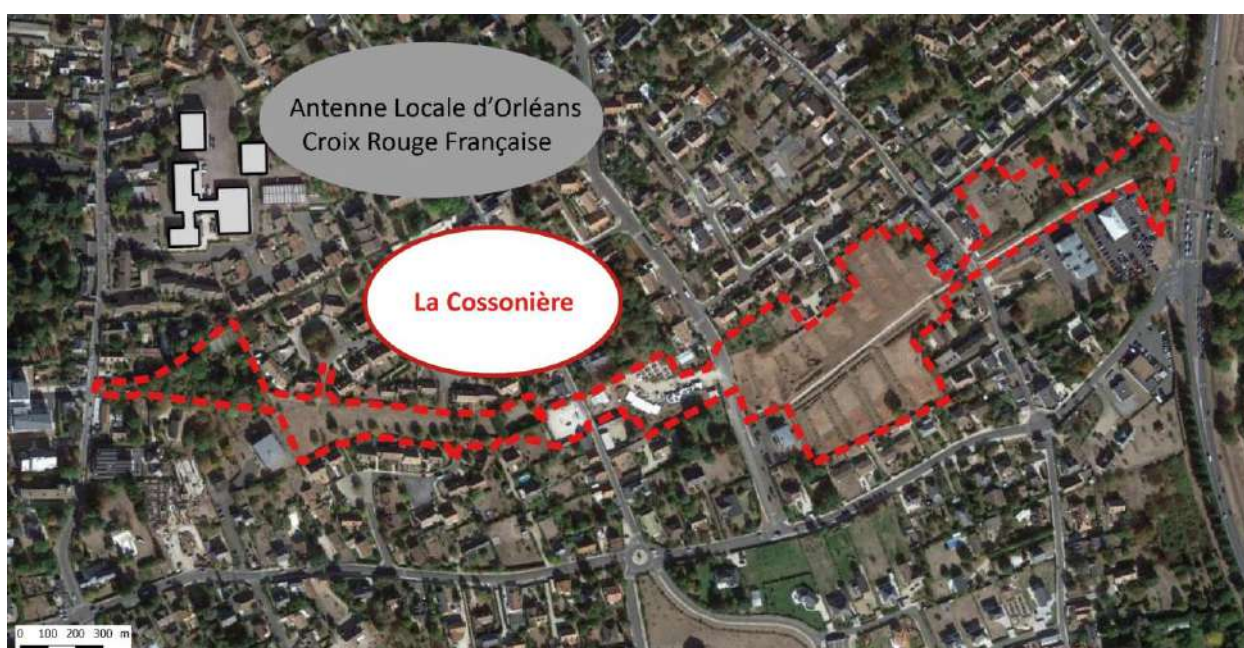 Antenne Locale d'Orléans
Croix Rouge Française
La Cossonière
0 100 200 300 m